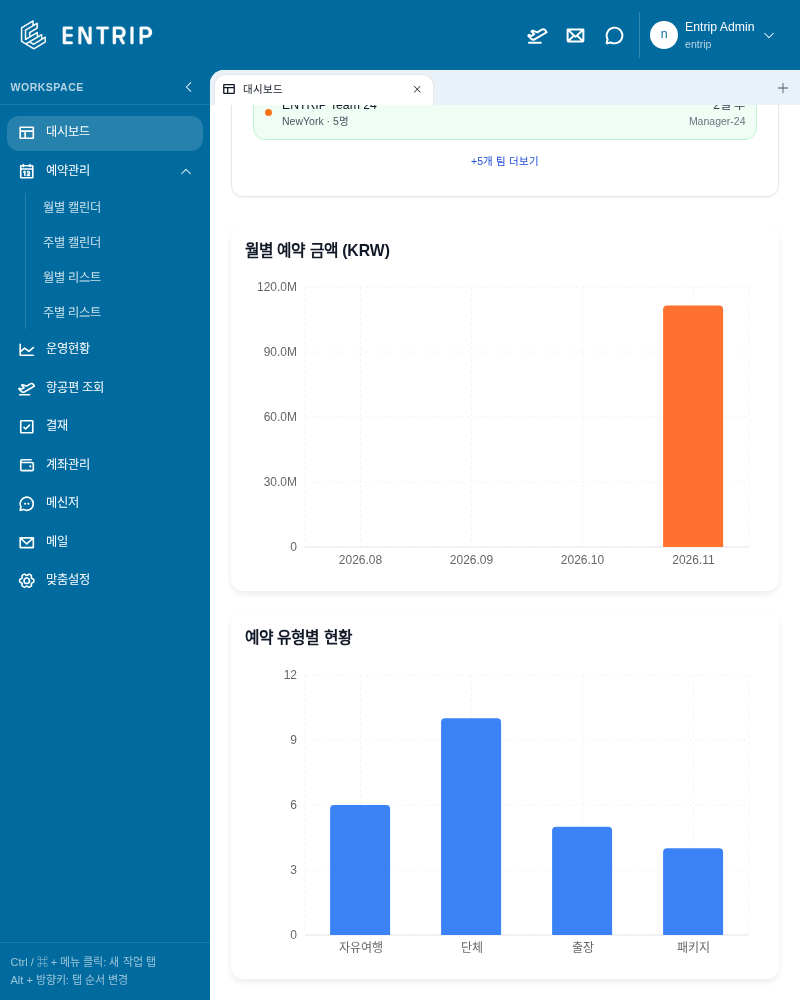 ENTRIP
n
Entrip Admin
entrip
WORKSPACE
대시보드
예약관리
월별 캘린더
주별 캘린더
월별 리스트
주별 리스트
운영현황
항공편 조회
결재
계좌관리
메신저
메일
맞춤설정
Ctrl / ⌘ + 메뉴 클릭: 새 작업 탭
Alt + 방향키: 탭 순서 변경
대시보드
ENTRIP Team 24
NewYork · 5명
Manager-24
+5개 팀 더보기
월별 예약 금액 (KRW)
120.0M
90.0M
60.0M
30.0M
0
2026.08 2026.09 2026.10 2026.11
예약 유형별 현황
12
9
6
3
0
자유여행 단체 출장 패키지